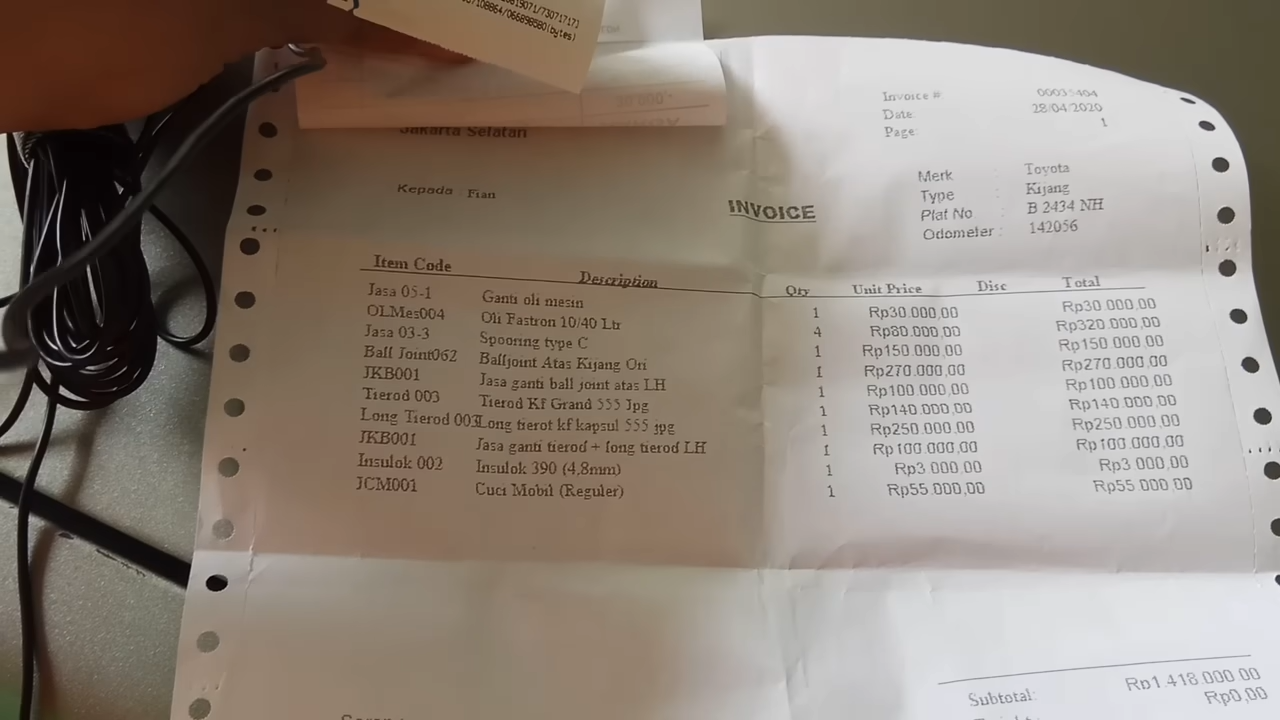 Jakarta Selatan
Invoice #:
Date: 28/04/2020
Page: 1
Kepada : Fian
INVOICE
Merk : Toyota
Type : Kijang
Plat No : B 2434 NH
Odometer : 142056
Item Code Description Qty Unit Price Disc Total
Jasa 05-1 Ganti oli mesin 1 Rp30.000,00 Rp30.000,00
OLMes004 Oli Fastron 10/40 Ltr 4 Rp80.000,00 Rp320.000,00
Jasa 03-3 Spooring type C 1 Rp150.000,00 Rp150.000,00
Ball Joint062 Balljoint Atas Kijang Ori 1 Rp270.000,00 Rp270.000,00
JKB001 Jasa ganti ball joint atas LH 1 Rp100.000,00 Rp100.000,00
Tierod 003 Tierod Kf Grand 555 Jpg 1 Rp140.000,00 Rp140.000,00
Long Tierod 003 Long tierot kf kapsul 555 jpg 1 Rp250.000,00 Rp250.000,00
JKB001 Jasa ganti tierod + long tierod LH 1 Rp100.000,00 Rp100.000,00
Insulok 002 Insulok 390 (4,8mm) 1 Rp3.000,00 Rp3.000,00
JCM001 Cuci Mobil (Reguler) 1 Rp55.000,00 Rp55.000,00
Subtotal: Rp1.418.000,00
Rp0,00